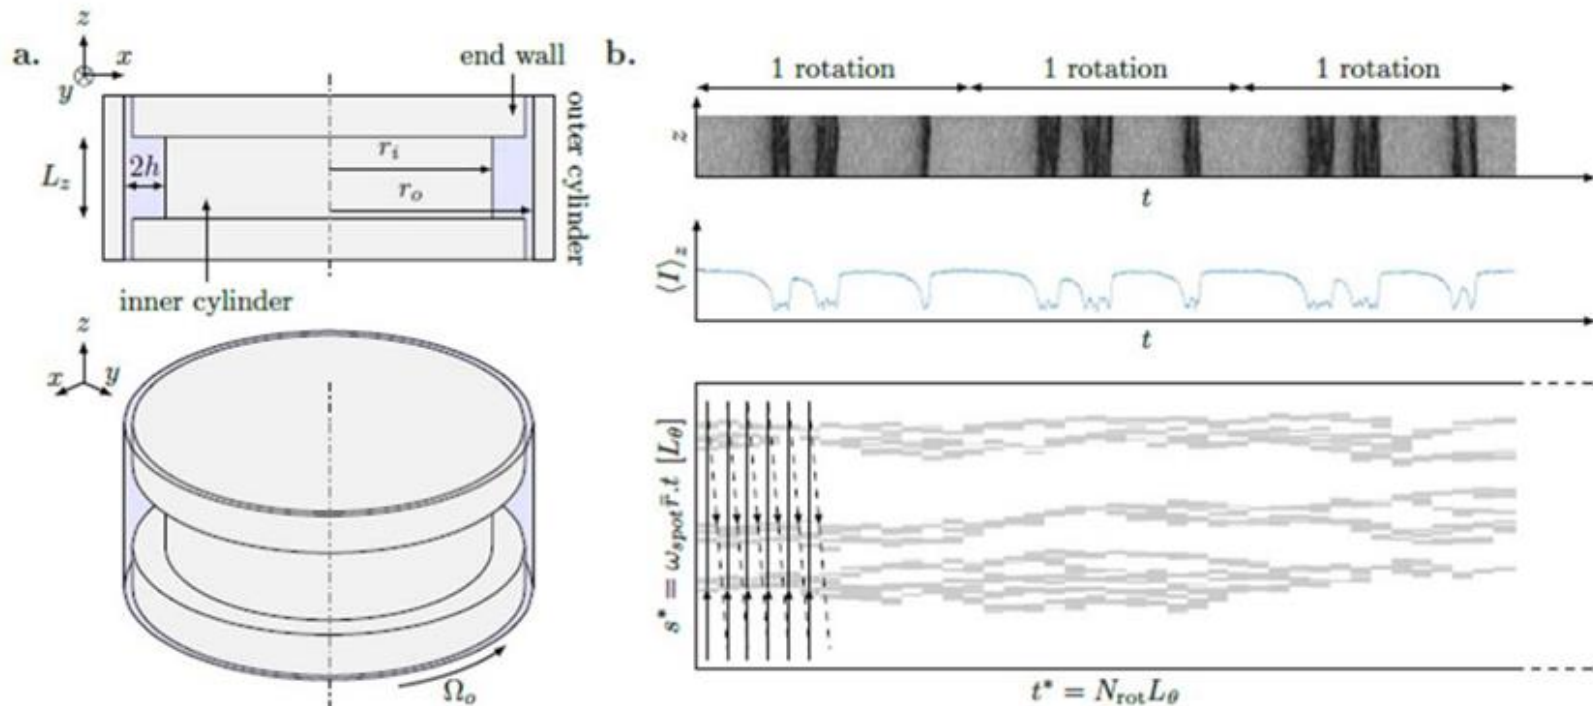 a.
z
x
y
end wall
outer cylinder
L_z
2h
r_i
r_o
inner cylinder
z
x
y
Ω_o
b.
1 rotation
1 rotation
1 rotation
z
t
⟨I⟩_z
t
s* = ω_spot r̄.t [L_θ]
t* = N_rot L_θ